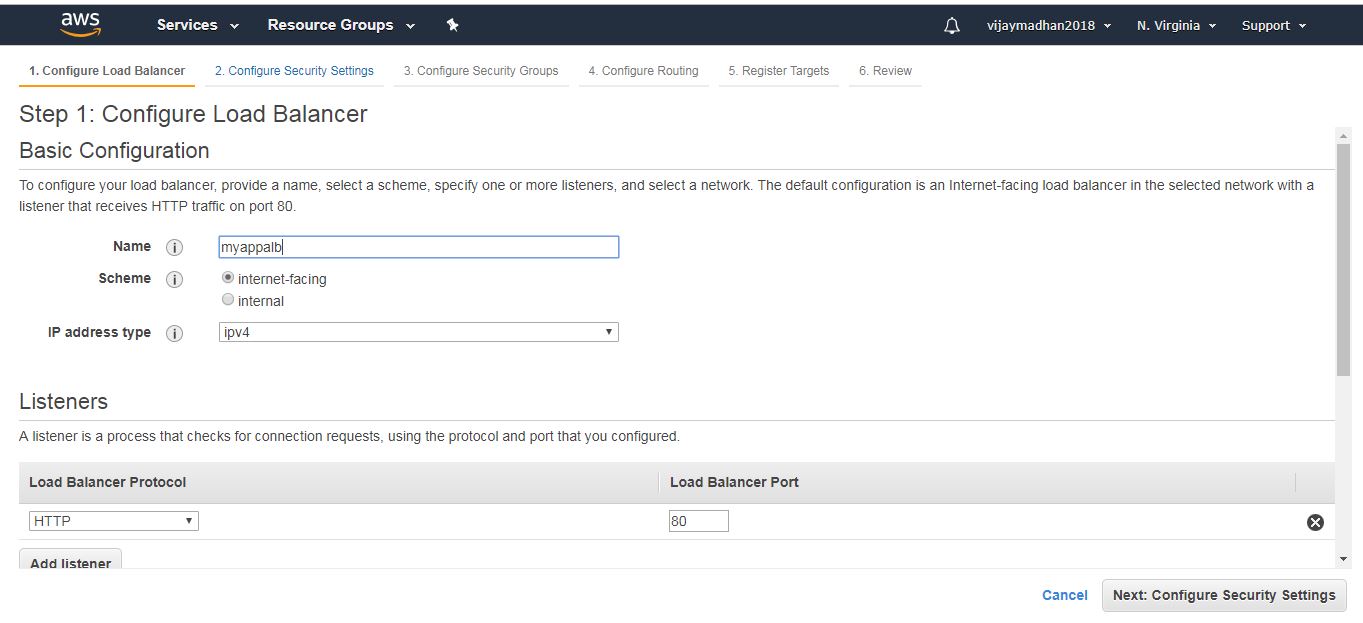 aws Services Resource Groups vijaymadhan2018 N. Virginia Support
1. Configure Load Balancer 2. Configure Security Settings 3. Configure Security Groups 4. Configure Routing 5. Register Targets 6. Review
Step 1: Configure Load Balancer
Basic Configuration
To configure your load balancer, provide a name, select a scheme, specify one or more listeners, and select a network. The default configuration is an Internet-facing load balancer in the selected network with a
listener that receives HTTP traffic on port 80.
Name i myappalb
Scheme i internet-facing
internal
IP address type i ipv4
Listeners
A listener is a process that checks for connection requests, using the protocol and port that you configured.
Load Balancer Protocol Load Balancer Port
HTTP 80
Add listener
Cancel Next: Configure Security Settings